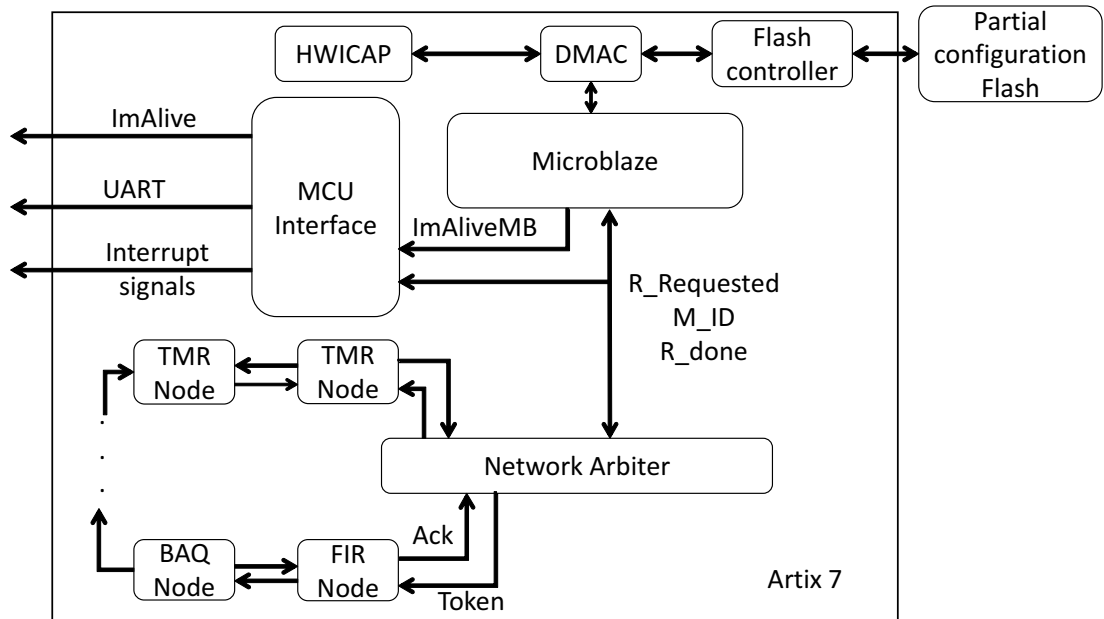 HWICAP
DMAC
Flash
controller
Partial
configuration
Flash
ImAlive
UART
Interrupt
signals
MCU
Interface
Microblaze
ImAliveMB
R_Requested
M_ID
R_done
TMR
Node
TMR
Node
.
.
.
Network Arbiter
BAQ
Node
FIR
Node
Ack
Token
Artix 7